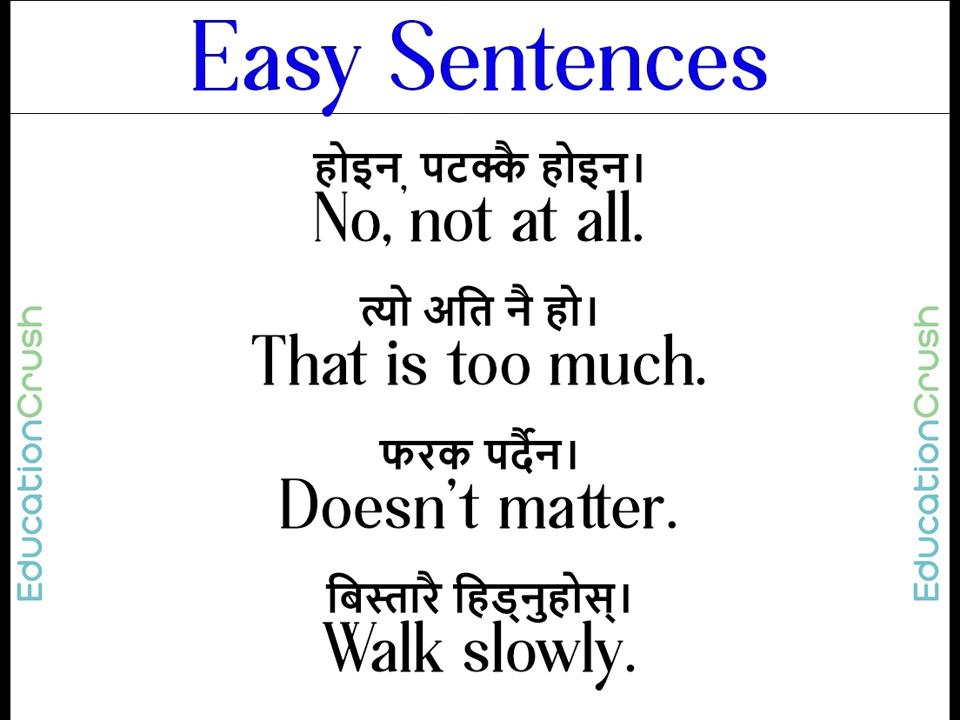 Easy Sentences
होइन, पटक्कै होइन।
No, not at all.
त्यो अति नै हो।
That is too much.
फरक पर्दैन।
Doesn't matter.
बिस्तारै हिड्नुहोस्।
Walk slowly.
EducationCrush
EducationCrush